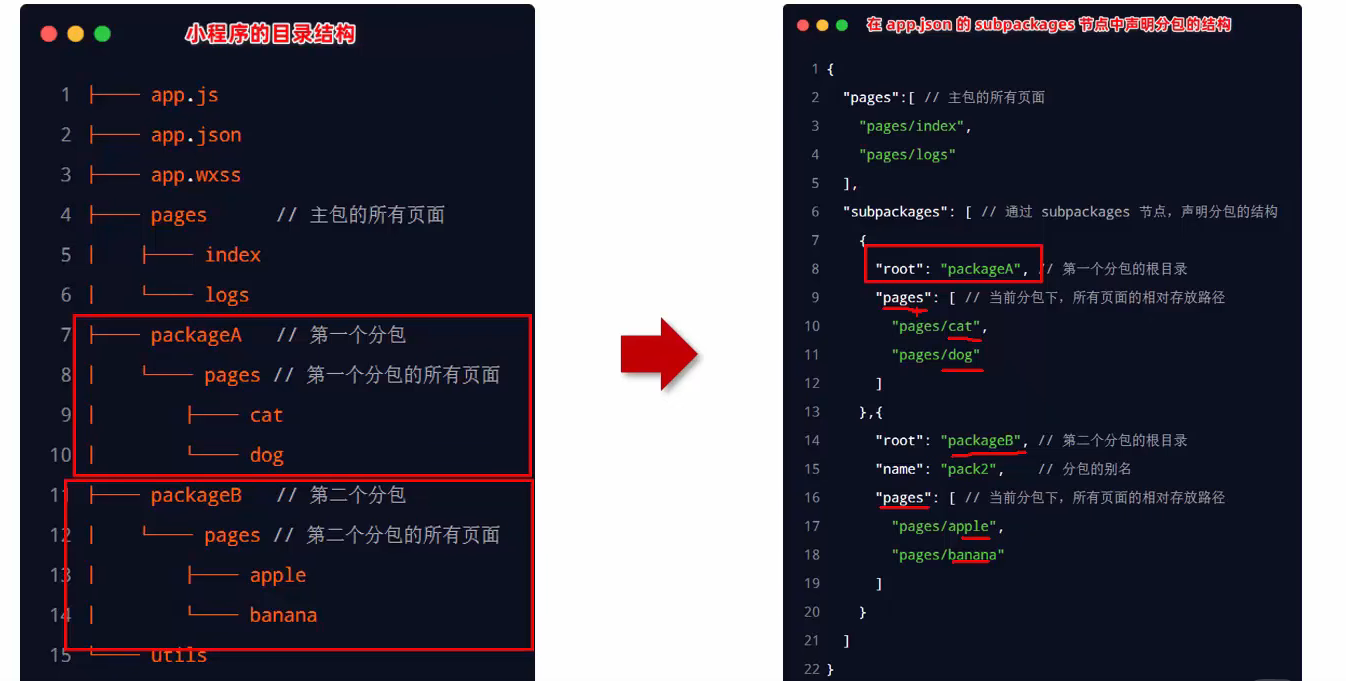 小程序的目录结构
1 ├── app.js
2 ├── app.json
3 ├── app.wxss
4 ├── pages // 主包的所有页面
5 │ ├── index
6 │ └── logs
7 ├── packageA // 第一个分包
8 │ └── pages // 第一个分包的所有页面
9 │ ├── cat
10 │ └── dog
11 ├── packageB // 第二个分包
12 │ └── pages // 第二个分包的所有页面
13 │ ├── apple
14 │ └── banana
15 └── utils
在 app.json 的 subpackages 节点中声明分包的结构
1 {
2 "pages":[ // 主包的所有页面
3 "pages/index",
4 "pages/logs"
5 ],
6 "subpackages": [ // 通过 subpackages 节点，声明分包的结构
7 {
8 "root": "packageA", // 第一个分包的根目录
9 "pages": [ // 当前分包下，所有页面的相对存放路径
10 "pages/cat",
11 "pages/dog"
12 ]
13 },{
14 "root": "packageB", // 第二个分包的根目录
15 "name": "pack2", // 分包的别名
16 "pages": [ // 当前分包下，所有页面的相对存放路径
17 "pages/apple",
18 "pages/banana"
19 ]
20 }
21 ]
22 }